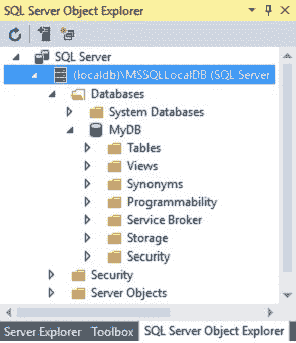 SQL Server Object Explorer
SQL Server
(localdb)\MSSQLLocalDB (SQL Server
Databases
System Databases
MyDB
Tables
Views
Synonyms
Programmability
Service Broker
Storage
Security
Security
Server Objects
Server Explorer Toolbox SQL Server Object Explorer